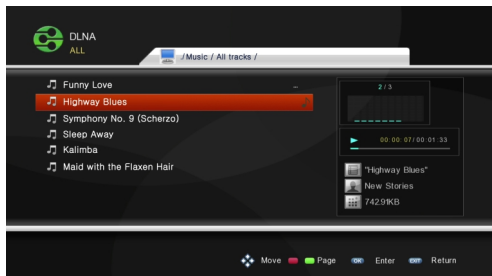 DLNA
ALL
/Music / All tracks /
Funny Love
Highway Blues
Symphony No. 9 (Scherzo)
Sleep Away
Kalimba
Maid with the Flaxen Hair
2 / 3
00:00:07/00:01:33
"Highway Blues"
New Stories
742.91KB
Move Page OK Enter EXIT Return